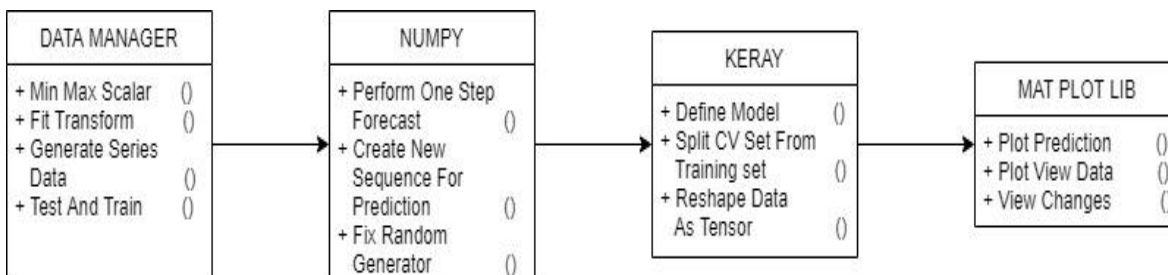 DATA MANAGER
+ Min Max Scalar ()
+ Fit Transform ()
+ Generate Series
Data ()
+ Test And Train ()
NUMPY
+ Perform One Step
Forecast ()
+ Create New
Sequence For
Prediction ()
+ Fix Random
Generator ()
KERAY
+ Define Model ()
+ Split CV Set From
Training set ()
+ Reshape Data
As Tensor ()
MAT PLOT LIB
+ Plot Prediction ()
+ Plot View Data ()
+ View Changes ()